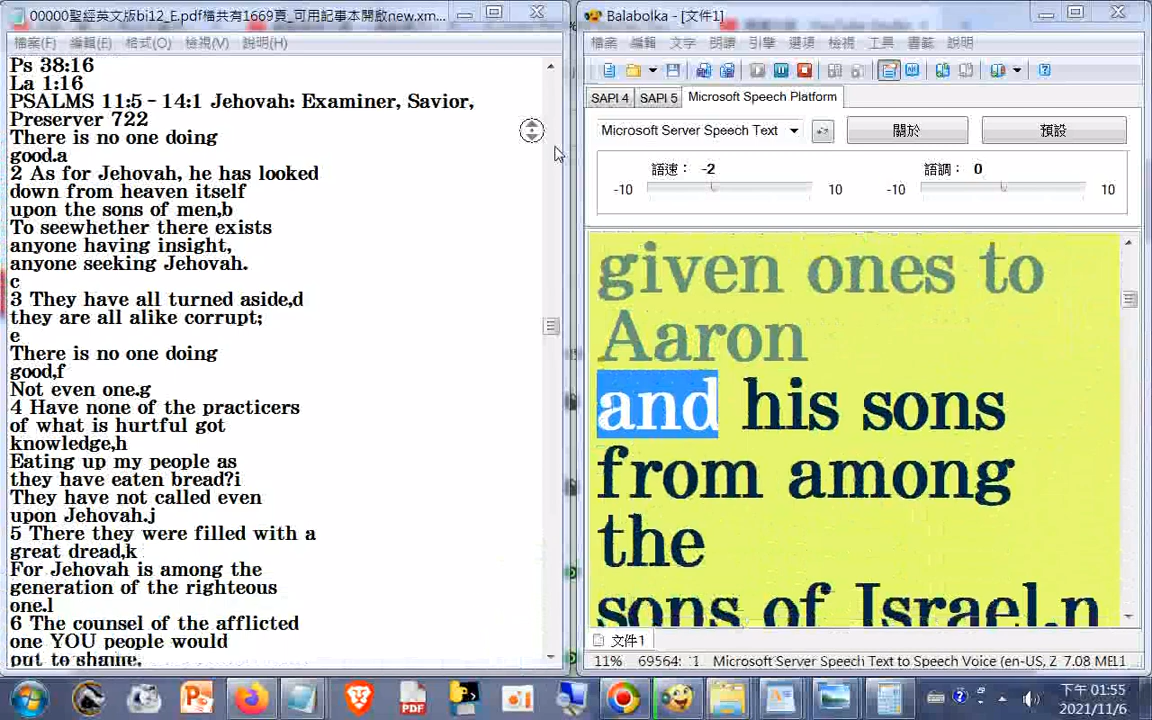 00000聖經英文版bi12_E.pdf檔共有1669頁_可用記事本開啟new.xm...
檔案(F) 編輯(E) 格式(O) 檢視(V) 說明(H)
Ps 38:16
La 1:16
PSALMS 11:5–14:1 Jehovah: Examiner, Savior,
Preserver 722
There is no one doing
good.a
2 As for Jehovah, he has looked
down from heaven itself
upon the sons of men,b
To seewhether there exists
anyone having insight,
anyone seeking Jehovah.
c
3 They have all turned aside,d
they are all alike corrupt;
e
There is no one doing
good,f
Not even one.g
4 Have none of the practicers
of what is hurtful got
knowledge,h
Eating up my people as
they have eaten bread?i
They have not called even
upon Jehovah.j
5 There they were filled with a
great dread,k
For Jehovah is among the
generation of the righteous
one.l
6 The counsel of the afflicted
one YOU people would
put to shame,
Balabolka - [文件1]
檔案 編輯 文字 朗讀 引擎 選項 檢視 工具 書籤 說明
SAPI 4 SAPI 5 Microsoft Speech Platform
Microsoft Server Speech Text 關於 預設
語速: -2 語調: 0
-10 10 -10 10
given ones to
Aaron
and his sons
from among
the
sons of Israel.n
文件1
11% Microsoft Server Speech Text to Speech Voice (en-US, Z
PDF
下午 01:55
2021/11/6